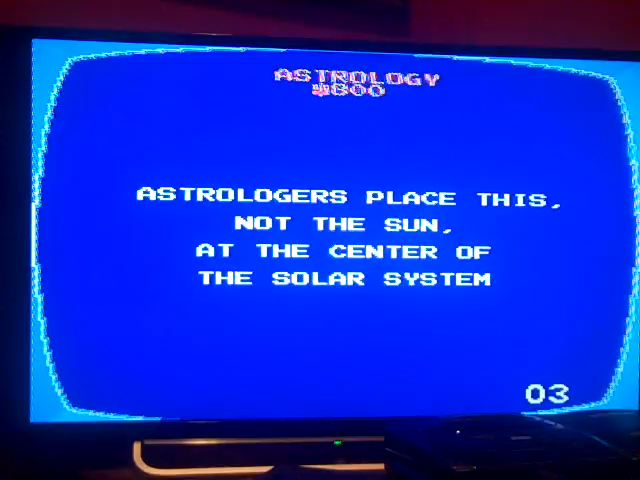 ASTROLOGY
$800
ASTROLOGERS PLACE THIS,
NOT THE SUN,
AT THE CENTER OF
THE SOLAR SYSTEM
03